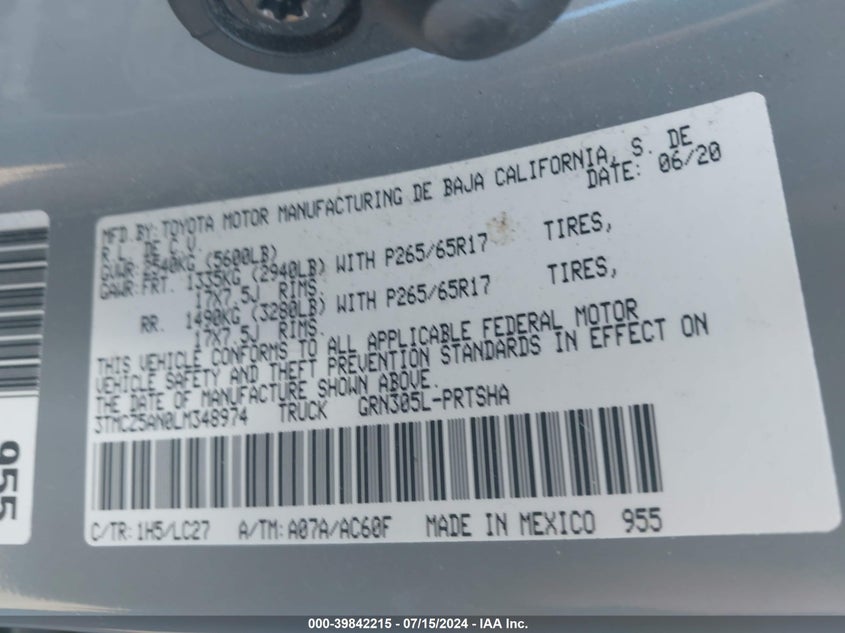 MFD.BY:TOYOTA MOTOR MANUFACTURING DE BAJA CALIFORNIA, S. DE
R.L. DE C.V. DATE: 06/20
GVWR: 2540KG (5600LB)
GAWR:FRT. 1335KG (2940LB) WITH P265/65R17 TIRES,
17X7.5J RIMS.
RR. 1490KG (3280LB) WITH P265/65R17 TIRES,
17X7.5J RIMS.
THIS VEHICLE CONFORMS TO ALL APPLICABLE FEDERAL MOTOR
VEHICLE SAFETY AND THEFT PREVENTION STANDARDS IN EFFECT ON
THE DATE OF MANUFACTURE SHOWN ABOVE.
3TMCZ5AN0LM348974 TRUCK GRN305L-PRTSHA
C/TR:1H5/LC27 A/TM:A07A/AC60F MADE IN MEXICO 955
955
000-39842215 - 07/15/2024 - IAA Inc.